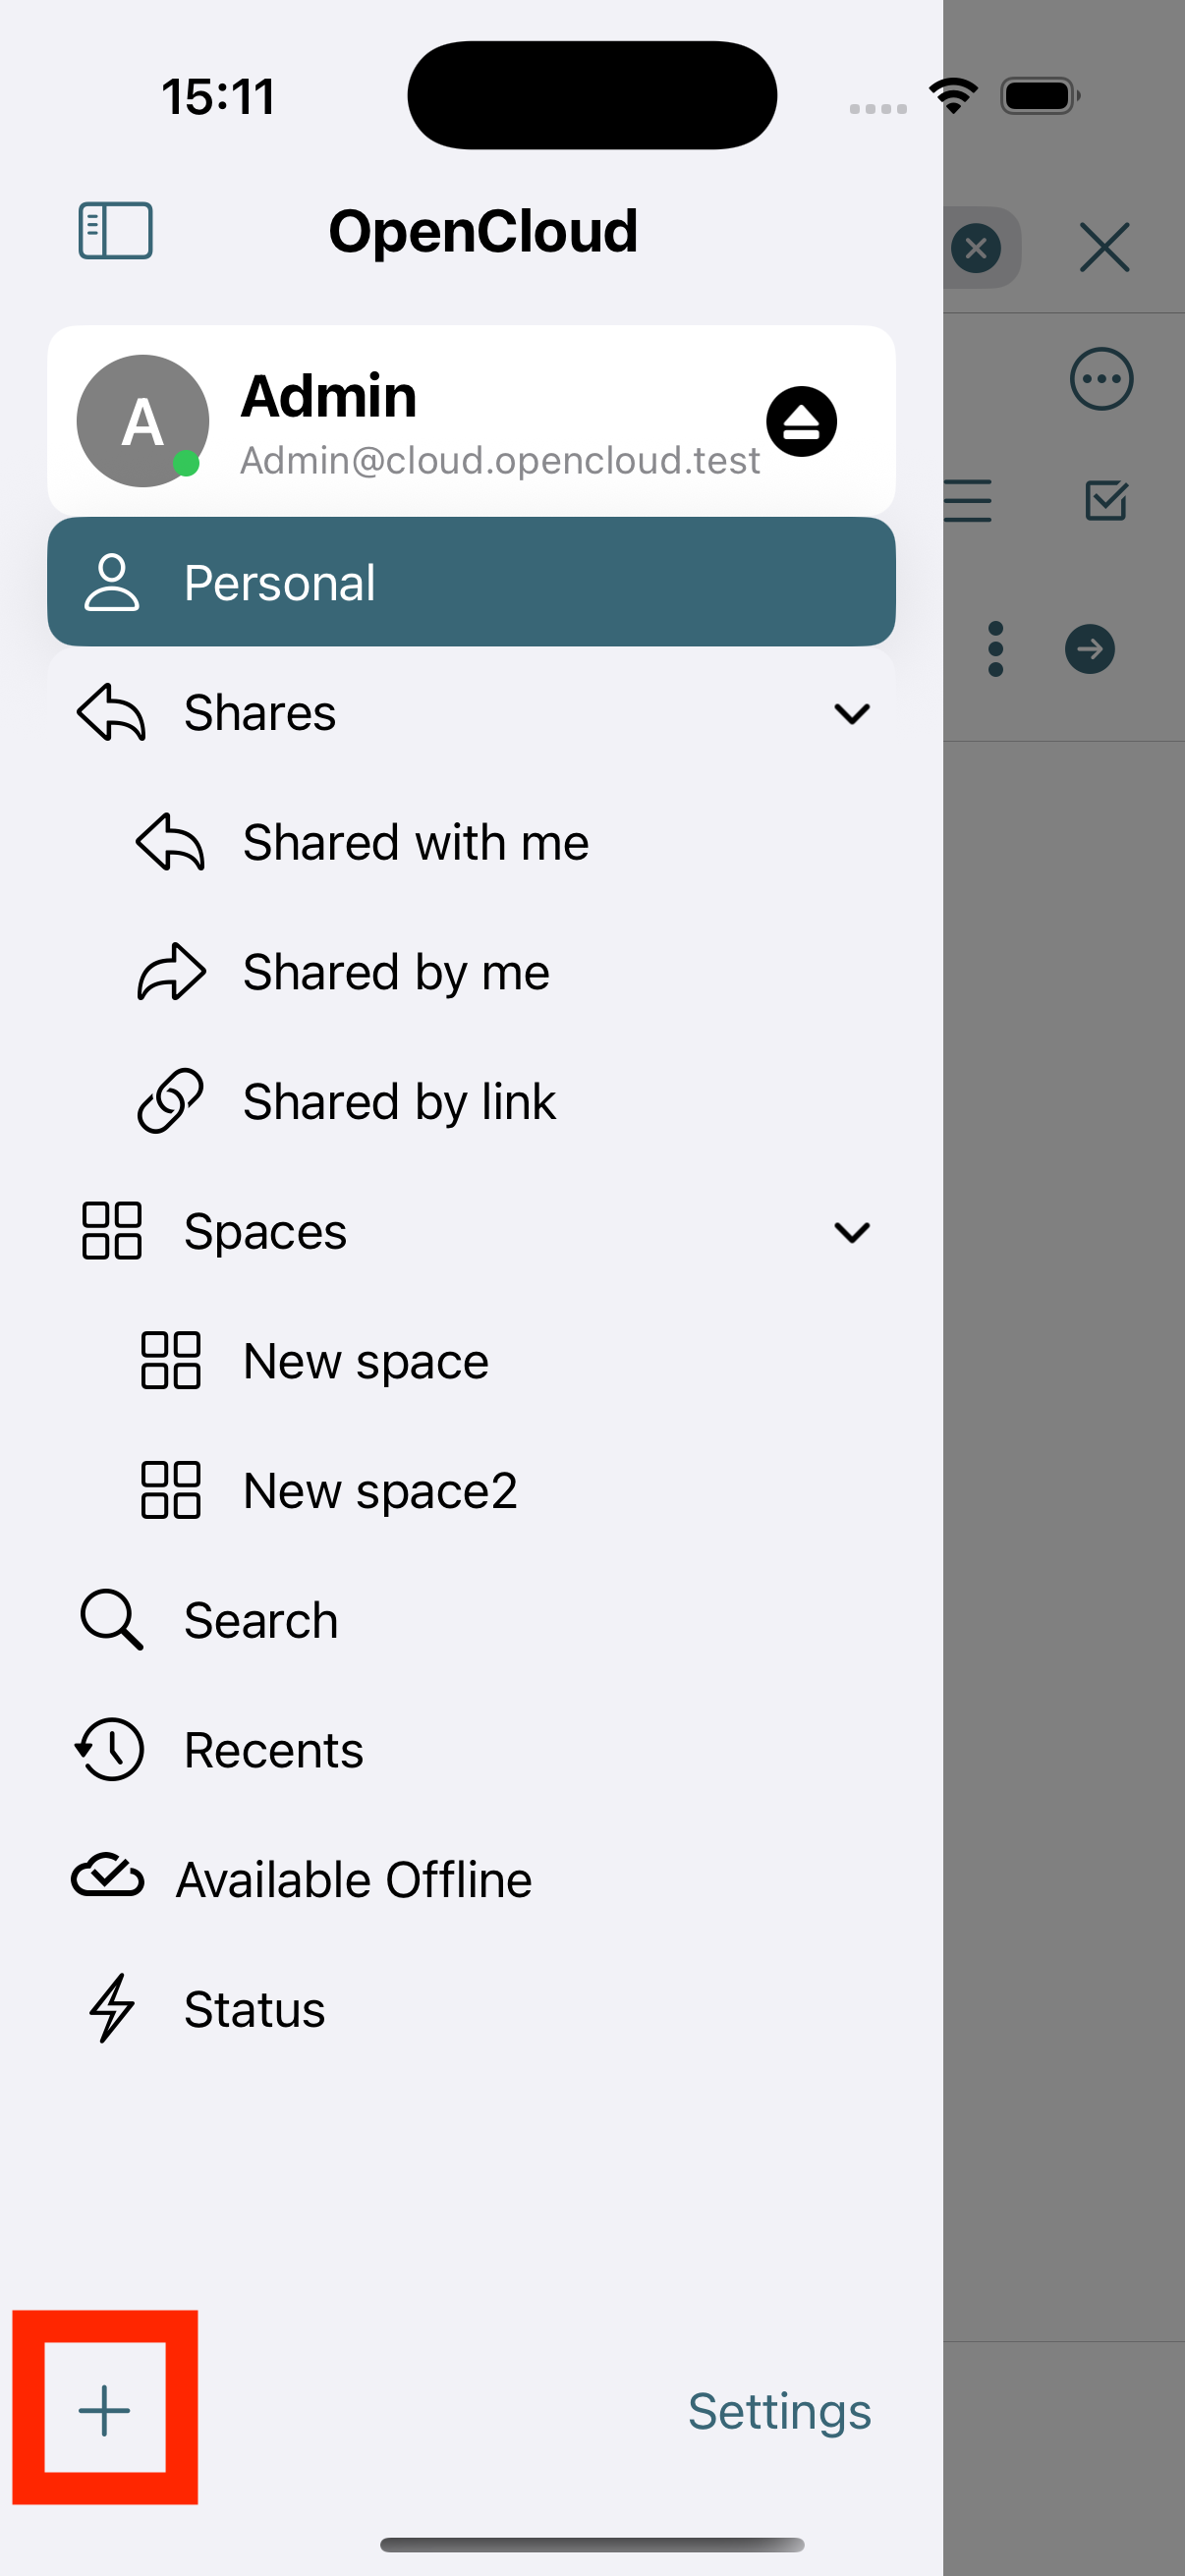 15:11
OpenCloud
A
Admin
Admin@cloud.opencloud.test
Personal
Shares
Shared with me
Shared by me
Shared by link
Spaces
New space
New space2
Search
Recents
Available Offline
Status
Settings